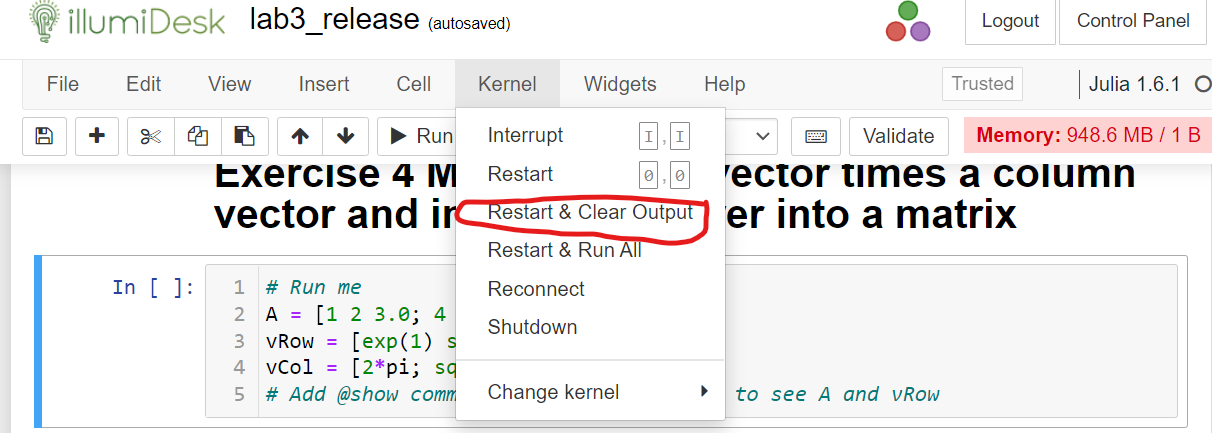 illumiDesk lab3_release (autosaved) Logout Control Panel
File Edit View Insert Cell Kernel Widgets Help Trusted Julia 1.6.1
Run Validate Memory: 948.6 MB / 1 B
Interrupt I , I
Restart 0 , 0
Restart & Clear Output
Restart & Run All
Reconnect
Shutdown
Change kernel
Exercise 4 M ector times a column
vector and in er into a matrix
In [ ]:
1 # Run me
2 A = [1 2 3.0; 4
3 vRow = [exp(1) s
4 vCol = [2*pi; sq
5 # Add @show comm to see A and vRow